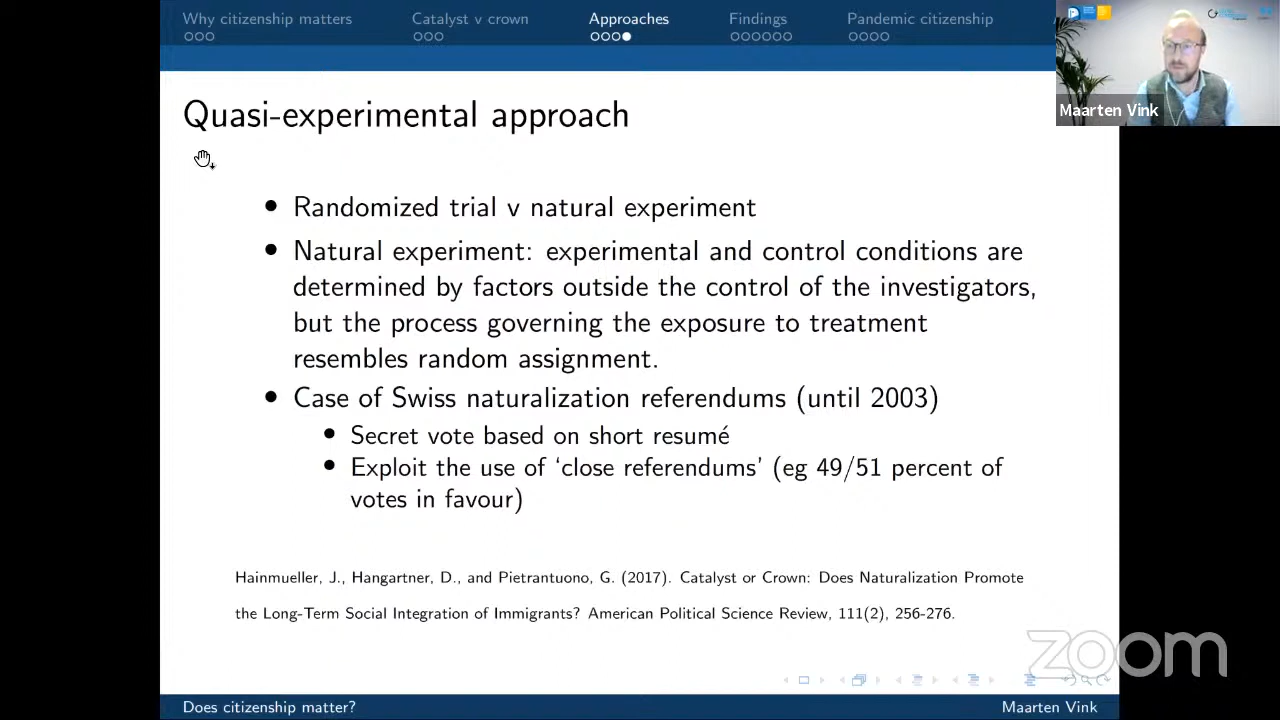 Why citizenship matters Catalyst v crown Approaches Findings Pandemic citizenship
Maarten Vink
Quasi-experimental approach
• Randomized trial v natural experiment
• Natural experiment: experimental and control conditions are
determined by factors outside the control of the investigators,
but the process governing the exposure to treatment
resembles random assignment.
• Case of Swiss naturalization referendums (until 2003)
• Secret vote based on short resumé
• Exploit the use of ‘close referendums’ (eg 49/51 percent of
votes in favour)
Hainmueller, J., Hangartner, D., and Pietrantuono, G. (2017). Catalyst or Crown: Does Naturalization Promote
the Long-Term Social Integration of Immigrants? American Political Science Review, 111(2), 256-276.
zoom
Does citizenship matter? Maarten Vink